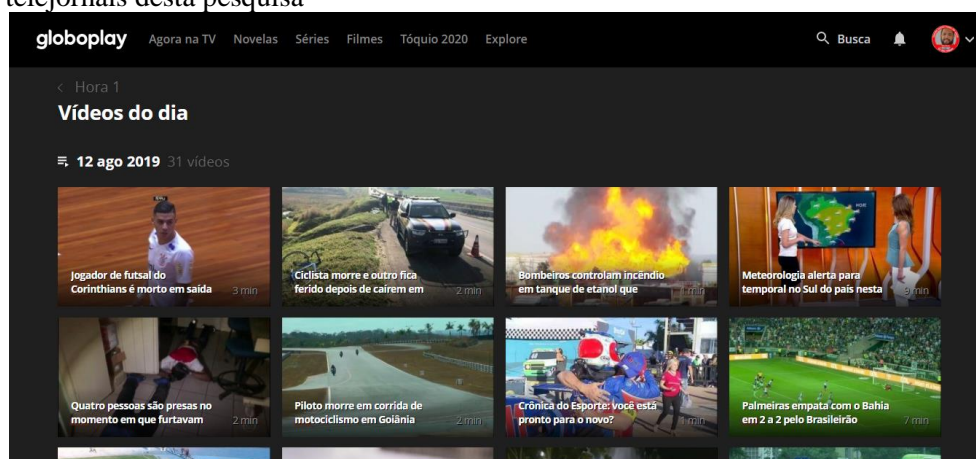 telejornais desta pesquisa
globoplay Agora na TV Novelas Séries Filmes Tóquio 2020 Explore Busca
Hora 1
Vídeos do dia
12 ago 2019 31 vídeos
Jogador de futsal do
Corinthians é morto em saída 3 min
Ciclista morre e outro fica
ferido depois de caírem em 2 min
Bombeiros controlam incêndio
em tanque de etanol que 1 min
Meteorologia alerta para
temporal no Sul do país nesta 9 min
Quatro pessoas são presas no
momento em que furtavam 2 min
Piloto morre em corrida de
motociclismo em Goiânia 2 min
Crônica do Esporte: você está
pronto para o novo? 1 min
Palmeiras empata com o Bahia
em 2 a 2 pelo Brasileirão 7 min